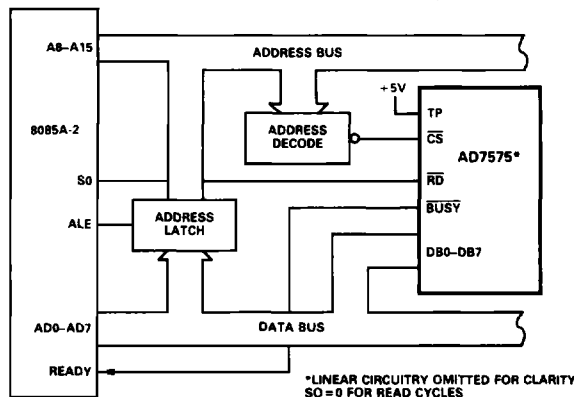 A8–A15
ADDRESS BUS
+5V
TP
8085A-2
ADDRESS
DECODE
CS
AD7575*
S0
RD
ALE
ADDRESS
LATCH
BUSY
DB0–DB7
AD0–AD7
DATA BUS
READY
*LINEAR CIRCUITRY OMITTED FOR CLARITY
SO = 0 FOR READ CYCLES